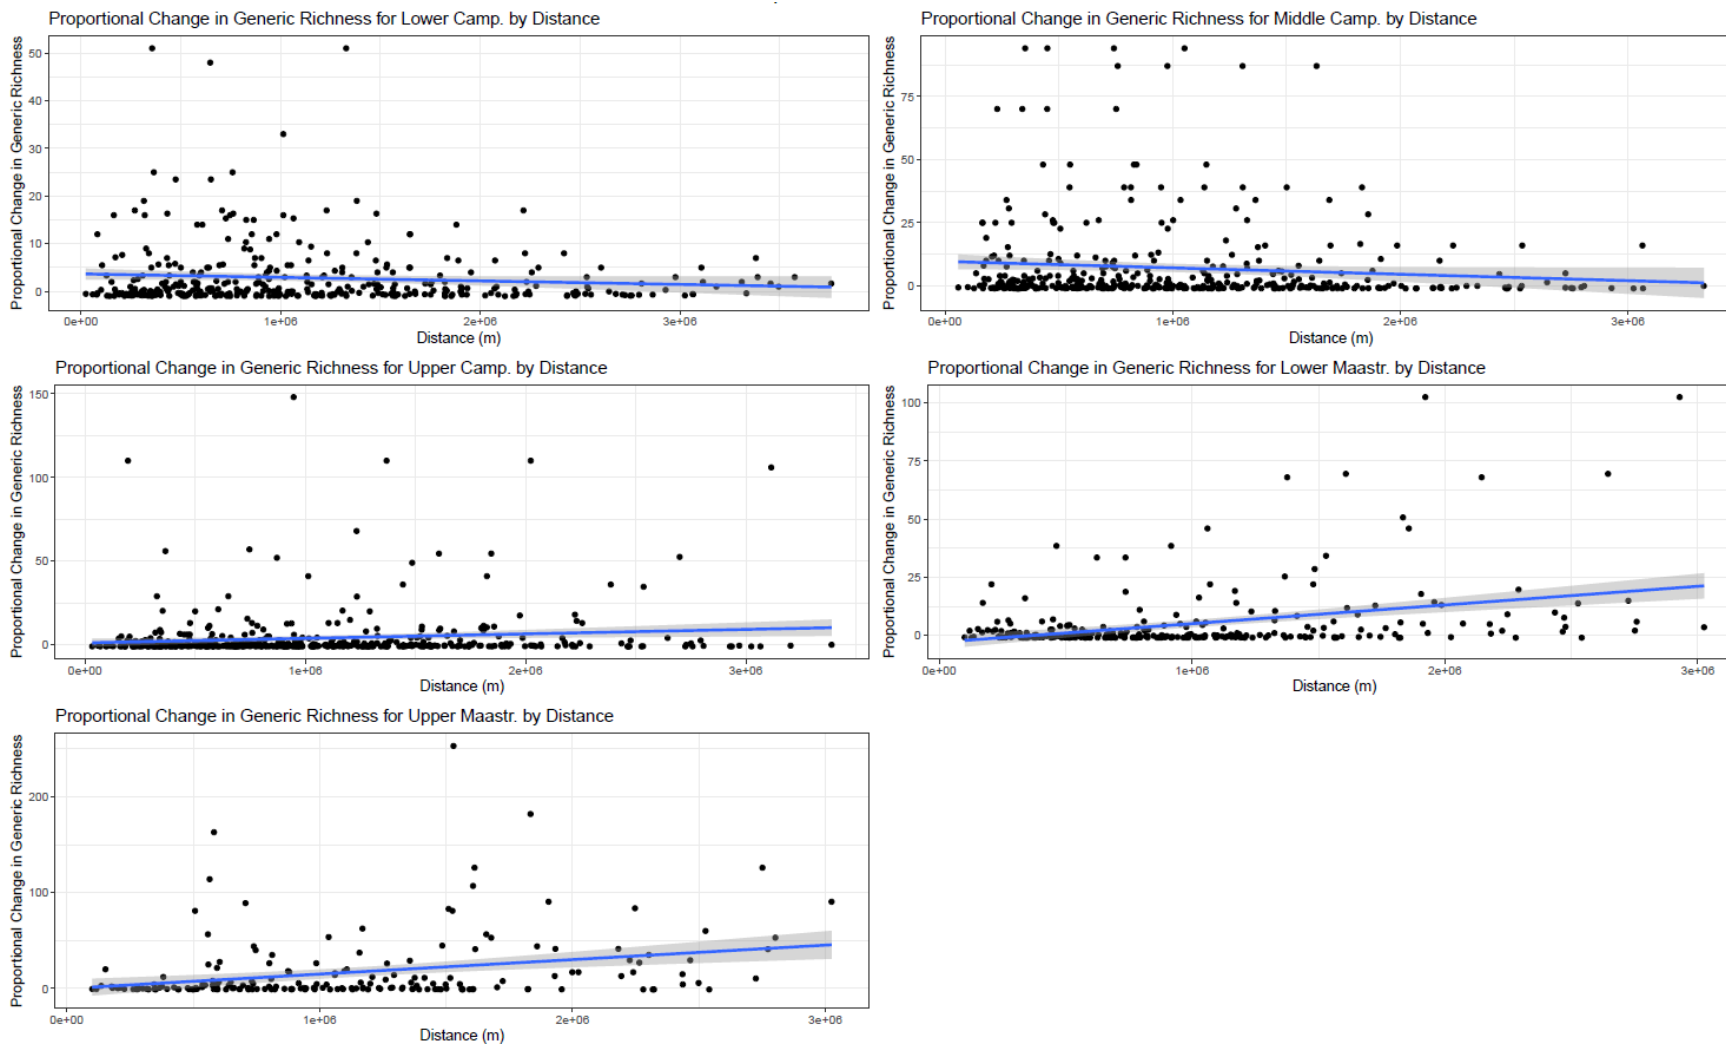 Proportional Change in Generic Richness for Lower Camp. by Distance
Proportional Change in Generic Richness
50
40
30
20
10
0
0e+00 1e+06 2e+06 3e+06
Distance (m)
Proportional Change in Generic Richness for Middle Camp. by Distance
Proportional Change in Generic Richness
75
50
25
0
0e+00 1e+06 2e+06 3e+06
Distance (m)
Proportional Change in Generic Richness for Upper Camp. by Distance
Proportional Change in Generic Richness
150
100
50
0
0e+00 1e+06 2e+06 3e+06
Distance (m)
Proportional Change in Generic Richness for Lower Maastr. by Distance
Proportional Change in Generic Richness
100
75
50
25
0
0e+00 1e+06 2e+06 3e+06
Distance (m)
Proportional Change in Generic Richness for Upper Maastr. by Distance
Proportional Change in Generic Richness
200
100
0
0e+00 1e+06 2e+06 3e+06
Distance (m)